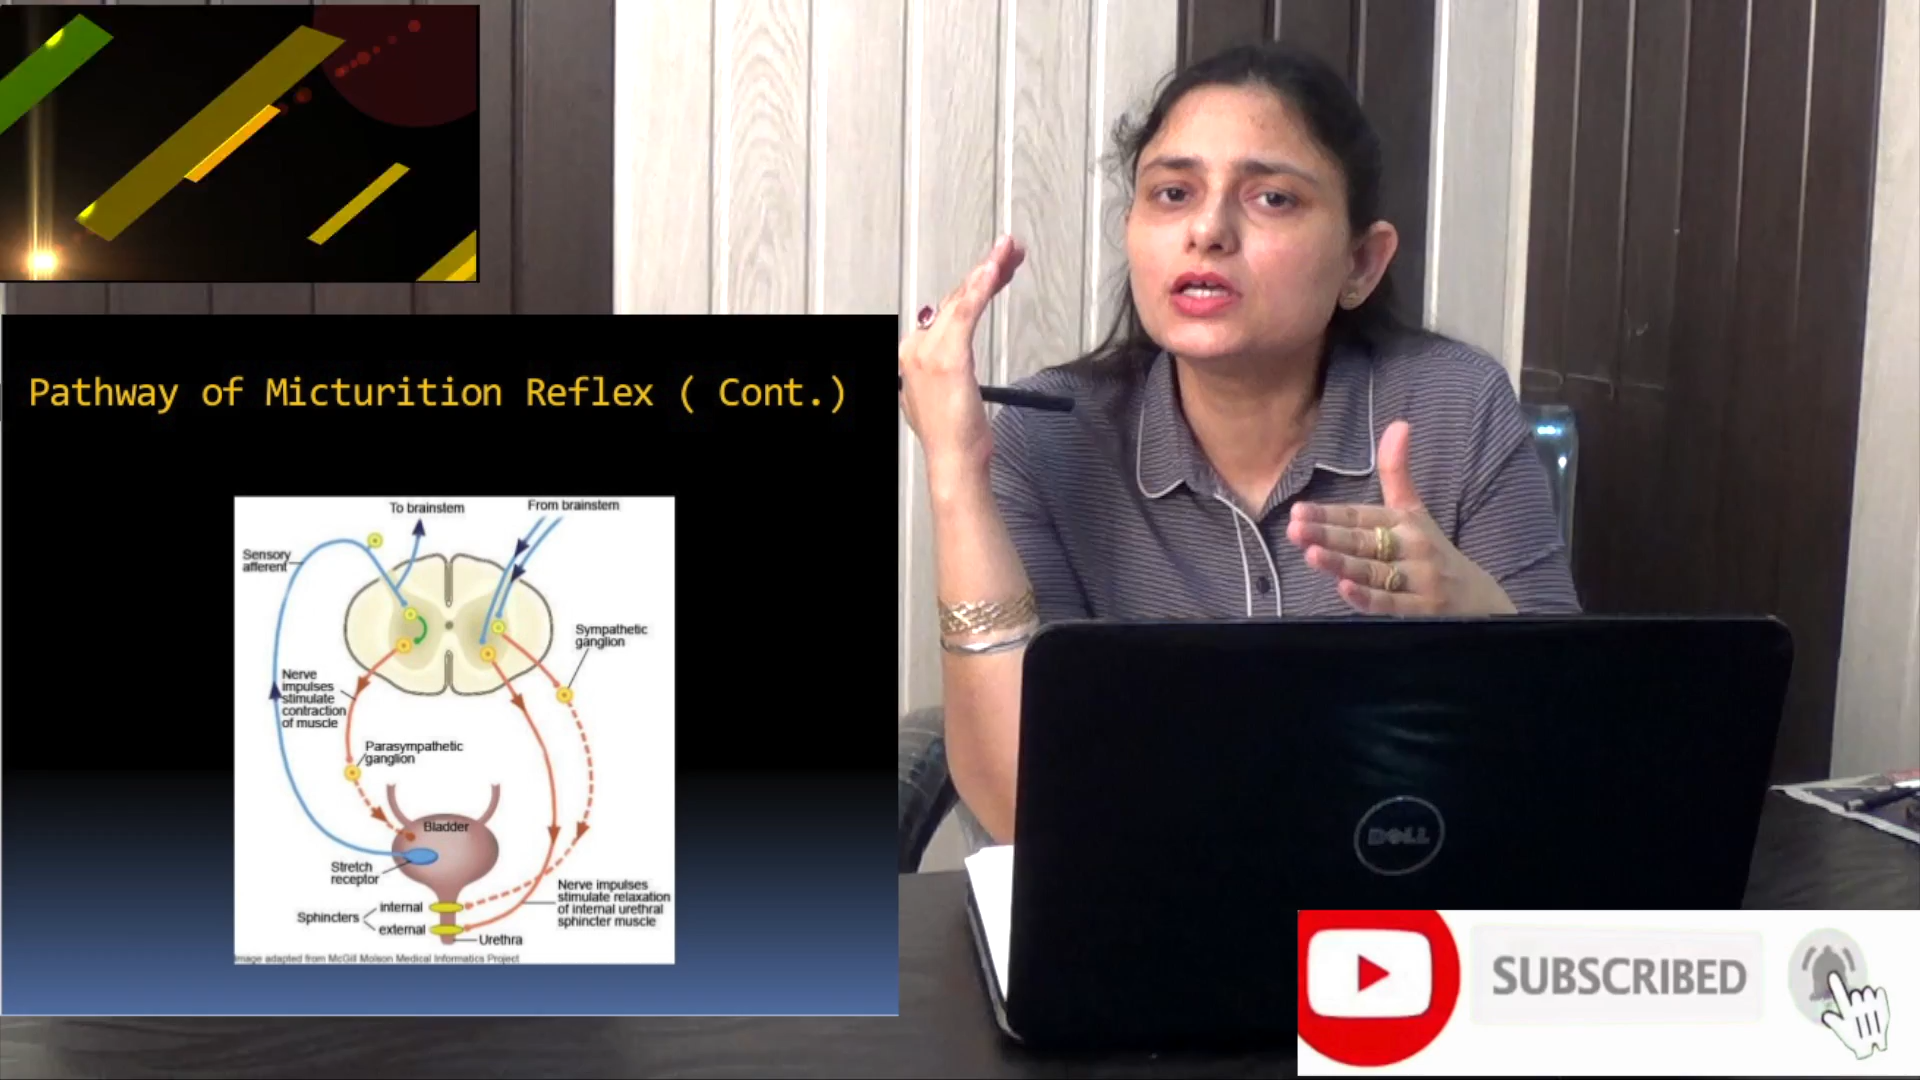 Pathway of Micturition Reflex ( Cont.)
To brainstem
From brainstem
Sensory
afferent
Sympathetic
ganglion
Nerve
impulses
stimulate
contraction
of muscle
Parasympathetic
ganglion
Bladder
Stretch
receptor
Nerve impulses
stimulate relaxation
of internal urethral
sphincter muscle
internal
Sphincters
external
Urethra
Image adapted from McGill Molson Medical Informatics Project
DELL
SUBSCRIBED